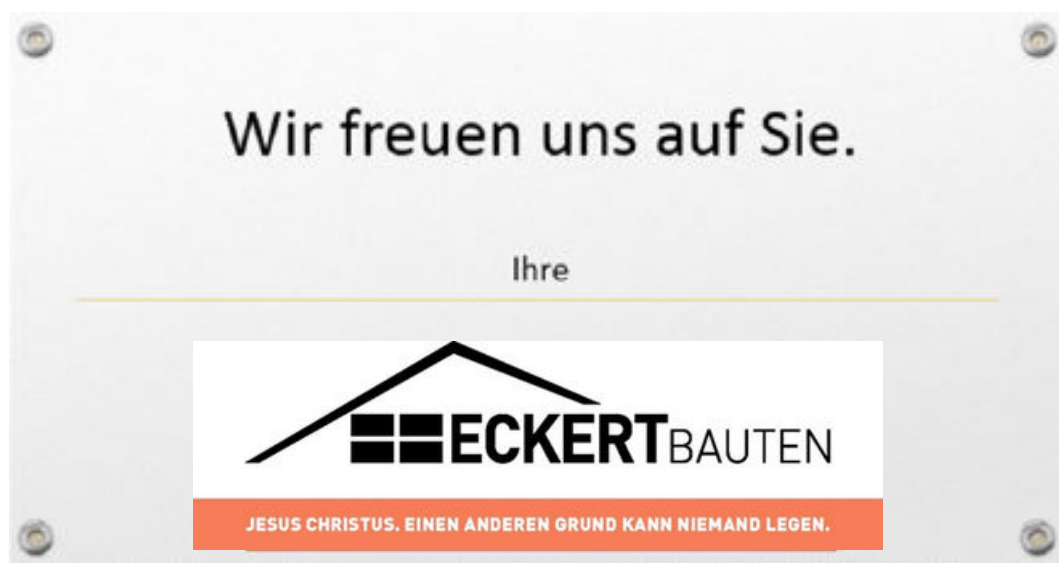 Wir freuen uns auf Sie.
Ihre
ECKERTBAUTEN
JESUS CHRISTUS. EINEN ANDEREN GRUND KANN NIEMAND LEGEN.